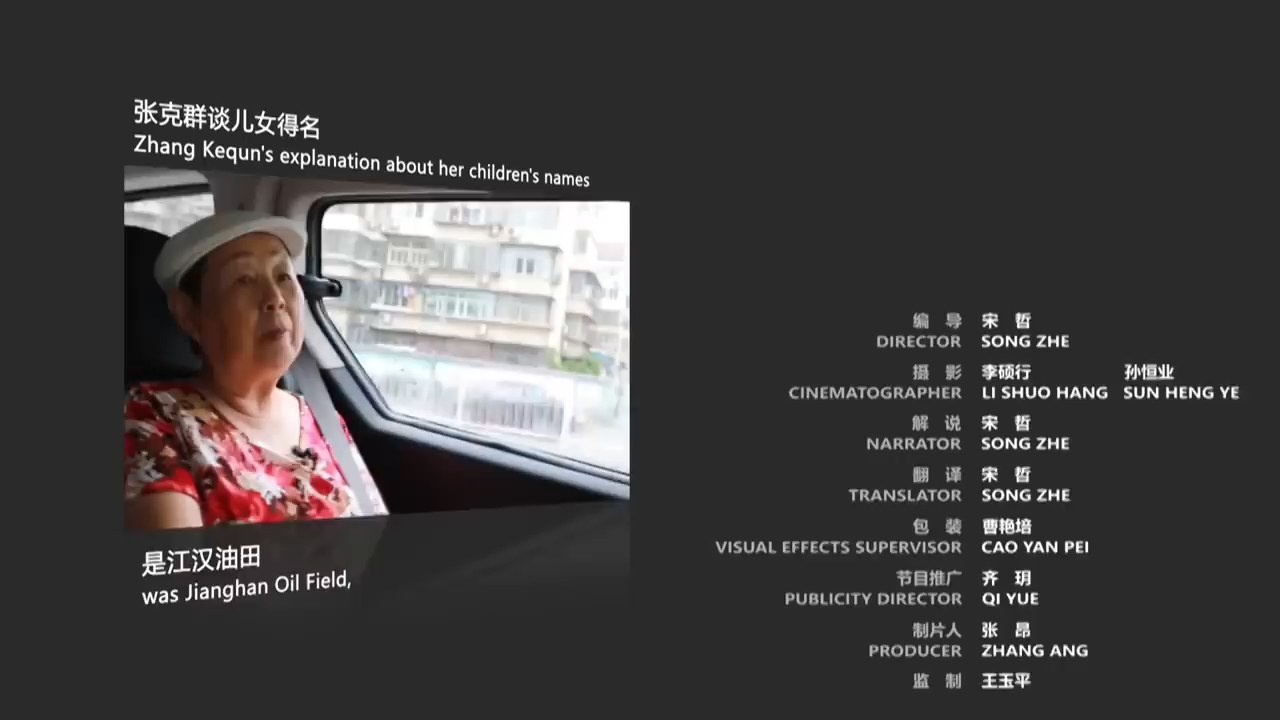 张克群谈儿女得名
Zhang Kequn's explanation about her children's names
是江汉油田
was Jianghan Oil Field,
编 导 宋 哲
DIRECTOR SONG ZHE
摄 影 李硕行 孙恒业
CINEMATOGRAPHER LI SHUO HANG SUN HENG YE
解 说 宋 哲
NARRATOR SONG ZHE
翻 译 宋 哲
TRANSLATOR SONG ZHE
包 装 曹艳培
VISUAL EFFECTS SUPERVISOR CAO YAN PEI
节目推广 齐 玥
PUBLICITY DIRECTOR QI YUE
制片人 张 昂
PRODUCER ZHANG ANG
监 制 王玉平